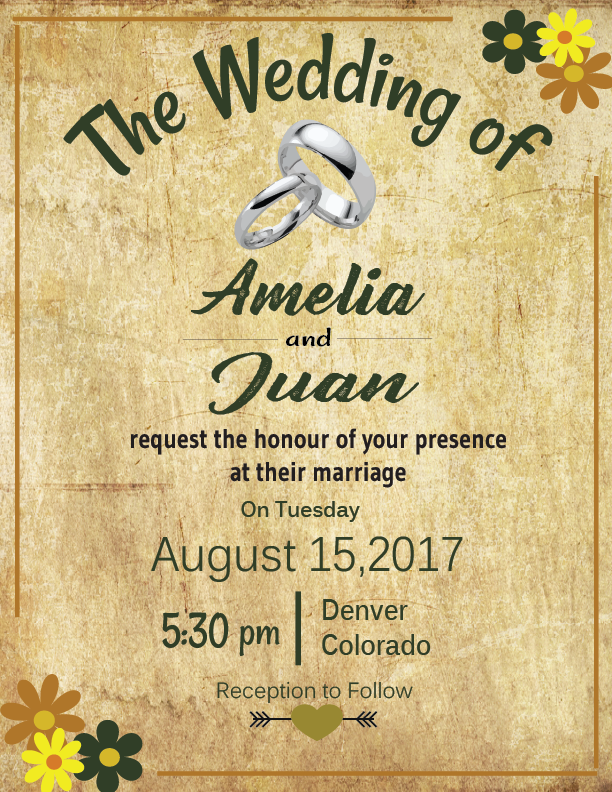 The Wedding of
Amelia
and
Juan
request the honour of your presence
at their marriage
On Tuesday
August 15,2017
5:30 pm
Denver
Colorado
Reception to Follow